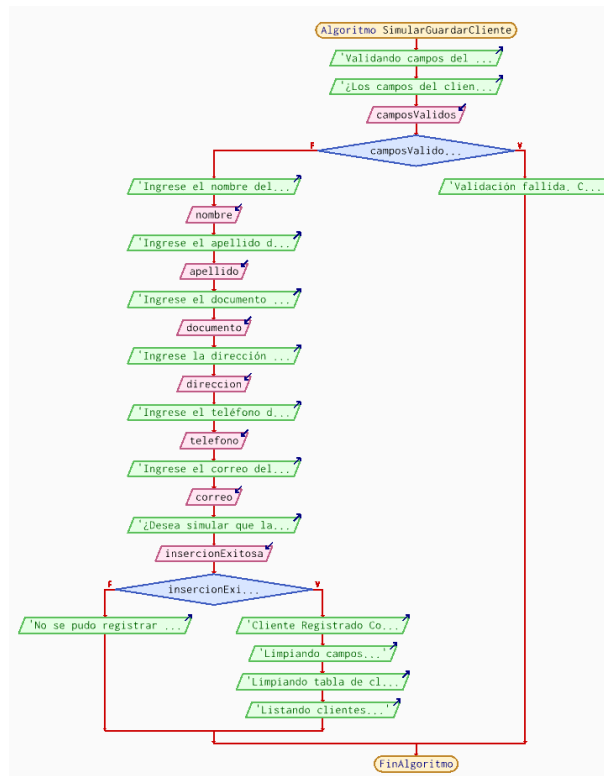 Algoritmo SimularGuardarCliente
'Validando campos del ...
'¿Los campos del clien...
camposValidos
F
camposValido...
V
'Ingrese el nombre del...
'Validación fallida. C...
nombre
'Ingrese el apellido d...
apellido
'Ingrese el documento ...
documento
'Ingrese la dirección ...
direccion
'Ingrese el teléfono d...
telefono
'Ingrese el correo del...
correo
'¿Desea simular que la...
insercionExitosa
F
insercionExi...
V
'No se pudo registrar ...
'Cliente Registrado Co...
'Limpiando campos...'
'Limpiando tabla de cl...
'Listando clientes...'
FinAlgoritmo